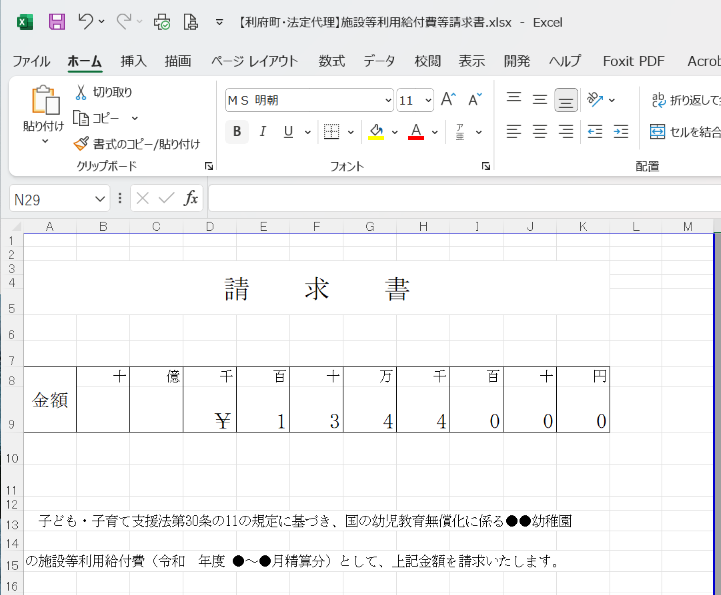 【利府町･法定代理】施設等利用給付費等請求書.xlsx - Excel
ファイル ホーム 挿入 描画 ページ レイアウト 数式 データ 校閲 表示 開発 ヘルプ Foxit PDF Acrob
貼り付け
切り取り
コピー
書式のコピー/貼り付け
クリップボード
ＭＳ 明朝 11 A A
B I U A
フォント
ab 折り返して
セルを結合
配置
N29 fx
A B C D E F G H I J K L M
1
2
3
4
5
請 求 書
6
7
8
十 億 千 百 十 万 千 百 十 円
金額
9
￥ 1 3 4 4 0 0 0
10
11
12
13 子ども・子育て支援法第30条の11の規定に基づき、国の幼児教育無償化に係る●●幼稚園
14
15 の施設等利用給付費（令和 年度 ●～●月精算分）として、上記金額を請求いたします。
16